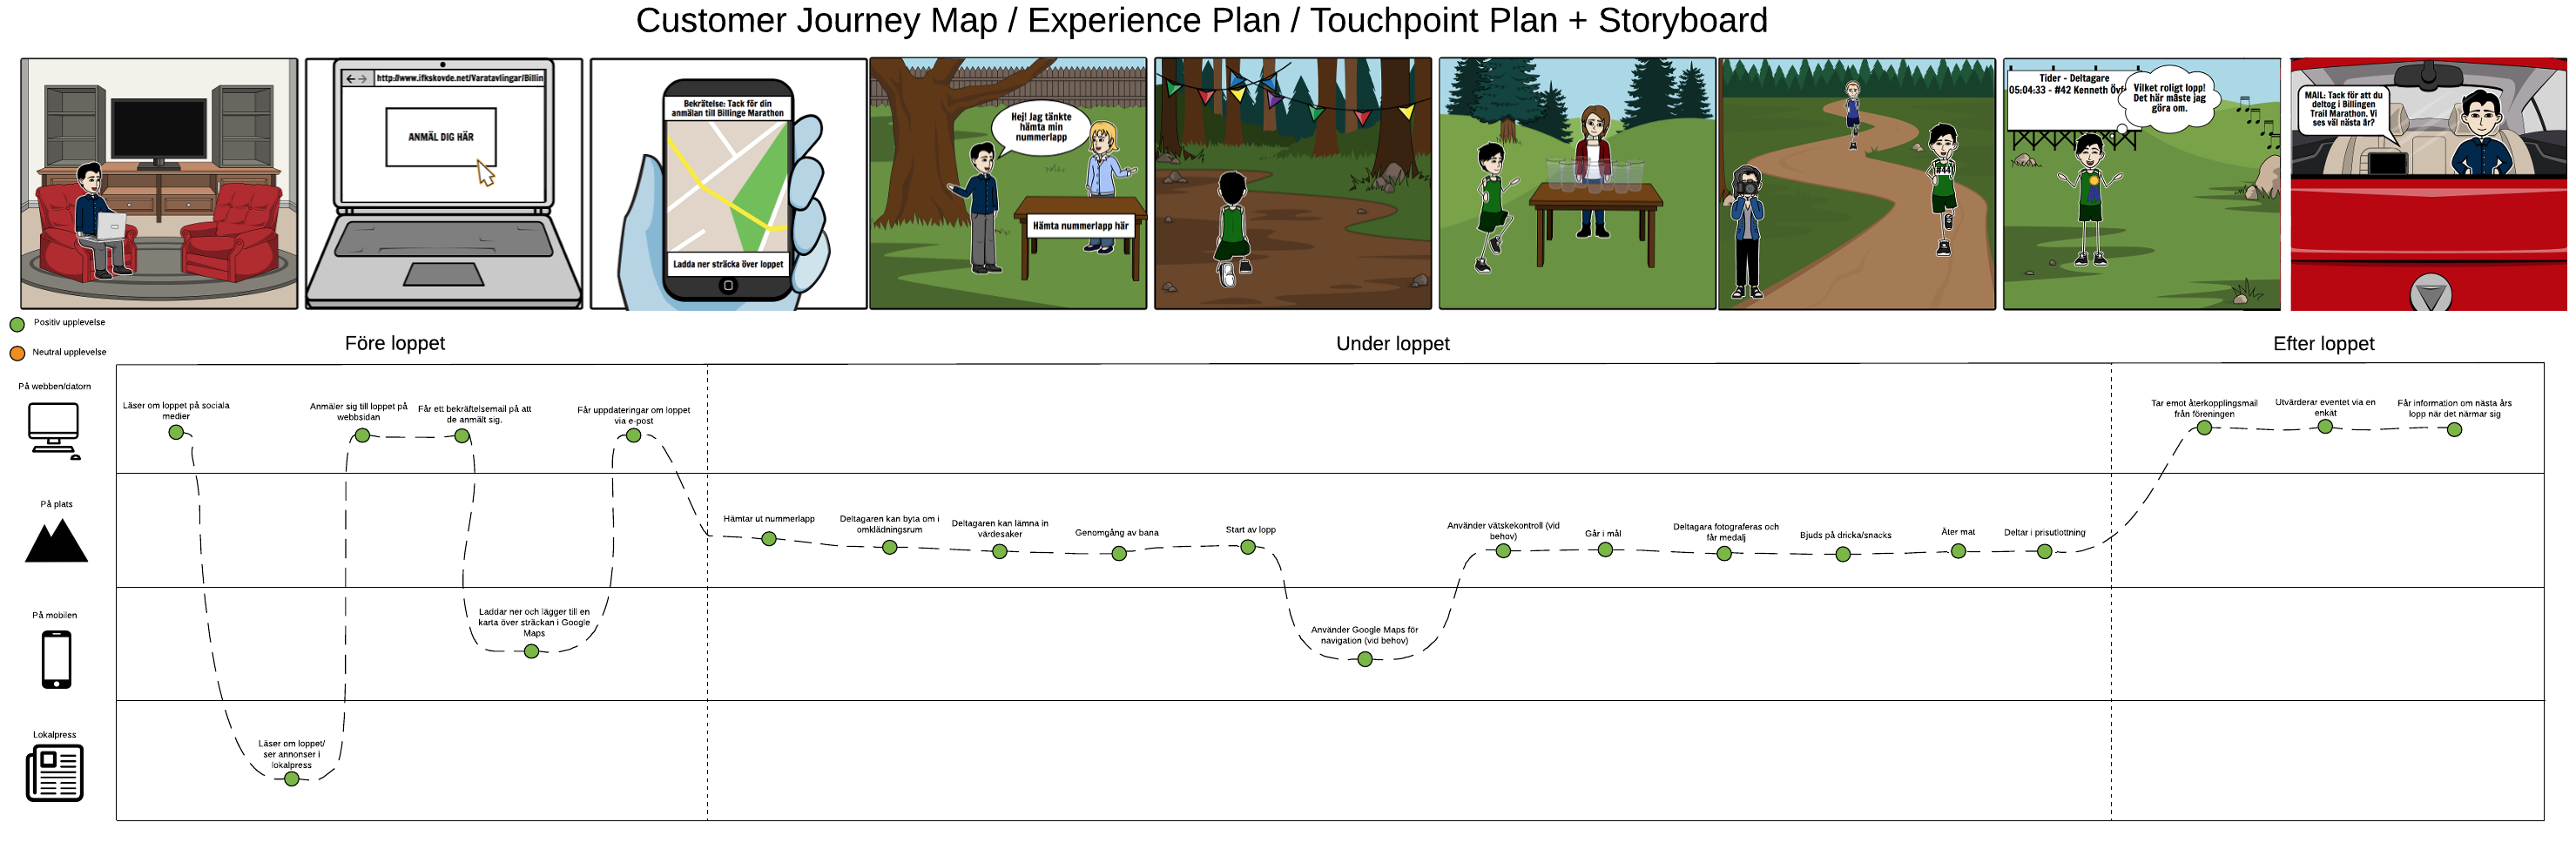 Customer Journey Map / Experience Plan / Touchpoint Plan + Storyboard
http://www.ifkskovde.net/Varatavlingar/Billin
ANMÄL DIG HÄR
Bekrätelse: Tack för din
anmälan till Billinge Marathon
Ladda ner sträcka över loppet
Hej! Jag tänkte
hämta min
nummerlapp
Hämta nummerlapp här
#44
Tider - Deltagare
05:04:33 - #42 Kenneth Övf
Vilket roligt lopp!
Det här måste jag
göra om.
MAIL: Tack för att du
deltog i Billingen
Trail Marathon. Vi
ses väl nästa år?
Positiv upplevelse
Neutral upplevelse
Före loppet
Under loppet
Efter loppet
På webben/datorn
Läser om loppet på sociala
medier
Anmäler sig till loppet på
webbsidan
Får ett bekräftelsemail på att
de anmält sig.
Får uppdateringar om loppet
via e-post
Tar emot återkopplingsmail
från föreningen
Utvärderar eventet via en
enkät
Får information om nästa års
lopp när det närmar sig
På plats
Hämtar ut nummerlapp
Deltagaren kan byta om i
omklädningsrum
Deltagaren kan lämna in
värdesaker
Genomgång av bana
Start av lopp
Använder vätskekontroll (vid
behov)
Går i mål
Deltagara fotograferas och
får medalj
Bjuds på dricka/snacks
Äter mat
Deltar i prisutlottning
På mobilen
Laddar ner och lägger till en
karta över sträckan i Google
Maps
Använder Google Maps för
navigation (vid behov)
Lokalpress
Läser om loppet/
ser annonser i
lokalpress